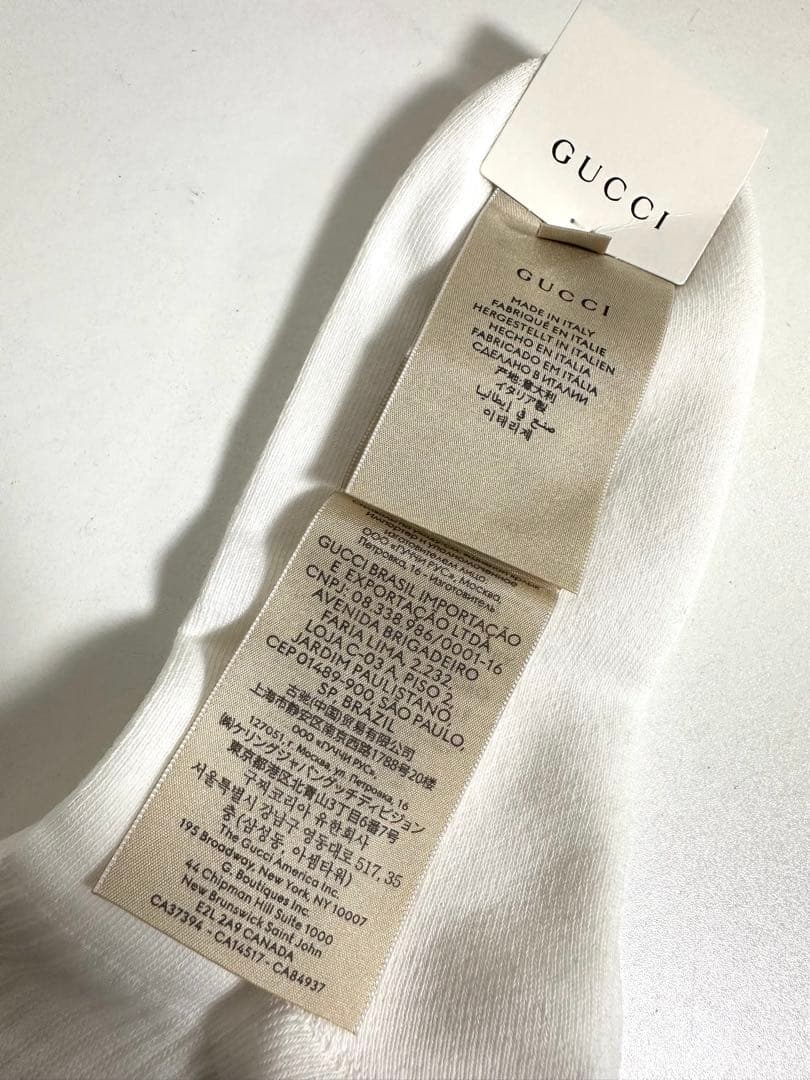 GUCCI
GUCCI
MADE IN ITALY
FABRIQUÉ EN ITALIE
HERGESTELLT IN ITALIEN
HECHO EN ITALIA
FABRICADO EM ITÁLIA
СДЕЛАНО В ИТАЛИИ
产地:意大利
イタリア製
صنع في إيطاليا
이태리제
изготовителем лицо
ООО «ГУЧЧИ РУС», Москва,
Петровка, 16 - Изготовитель
GUCCI BRASIL IMPORTAÇÃO
E EXPORTAÇÃO LTDA
CNPJ: 08 338 986/0001-16
AVENIDA BRIGADEIRO
FARIA LIMA, 2.232
LOJA C-03 A, PISO 2,
JARDIM PAULISTANO,
CEP 01489-900 SAO PAULO,
SP, BRAZIL
古驰(中国)贸易有限公司
上海市静安区南京西路1788号20楼
ООО «ГУЧЧИ РУС»,
127051, г. Москва, ул. Петровка, 16
㈱ケリングジャパングッチディビジョン
東京都港区北青山3丁目6番7号
구찌코리아 유한회사
서울특별시 강남구 영동대로 517, 35
층 (삼성동 아셈타워)
The Gucci America Inc.
195 Broadway, New York, NY 10007
G. Boutiques Inc.
44 Chipman Hill Suite 1000
New Brunswick Saint John
E2L 2A9 CANADA
CA37394 - CA14517 - CA84937